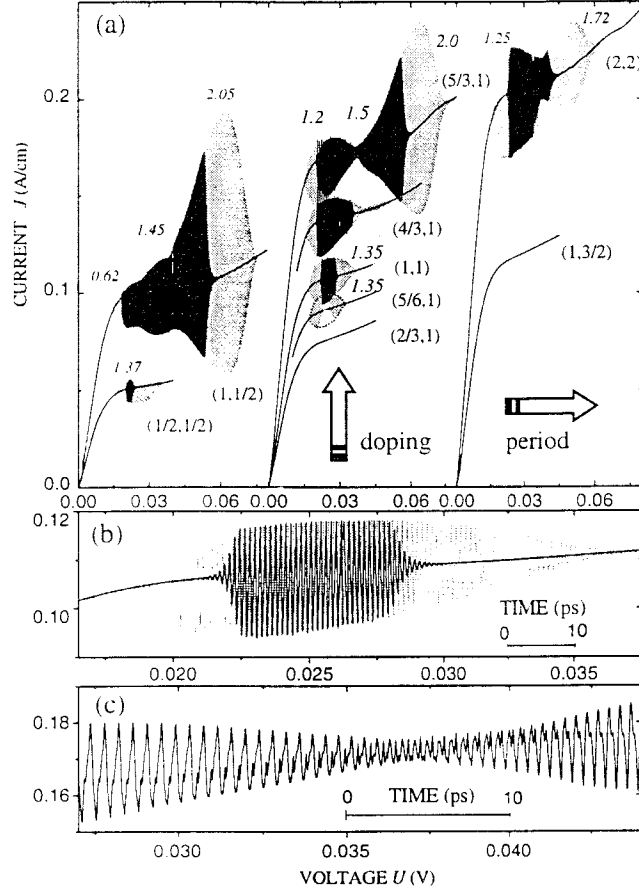 (a)
CURRENT J (A/cm)
0.2
0.1
0.0
2.05
1.45
0.62
1.37
(1,1/2)
(1/2,1/2)
2.0
1.5
1.2
(5/3,1)
(4/3,1)
1.35
(1,1)
1.35
(5/6,1)
(2/3,1)
doping
1.72
1.25
(2,2)
(1,3/2)
period
0.00 0.03 0.06 0.00 0.03 0.06 0.00 0.03 0.06
(b)
0.12
0.10
TIME (ps)
0 10
0.020 0.025 0.030 0.035
(c)
0.18
0.16
0 TIME (ps) 10
0.030 0.035 0.040
VOLTAGE U (V)